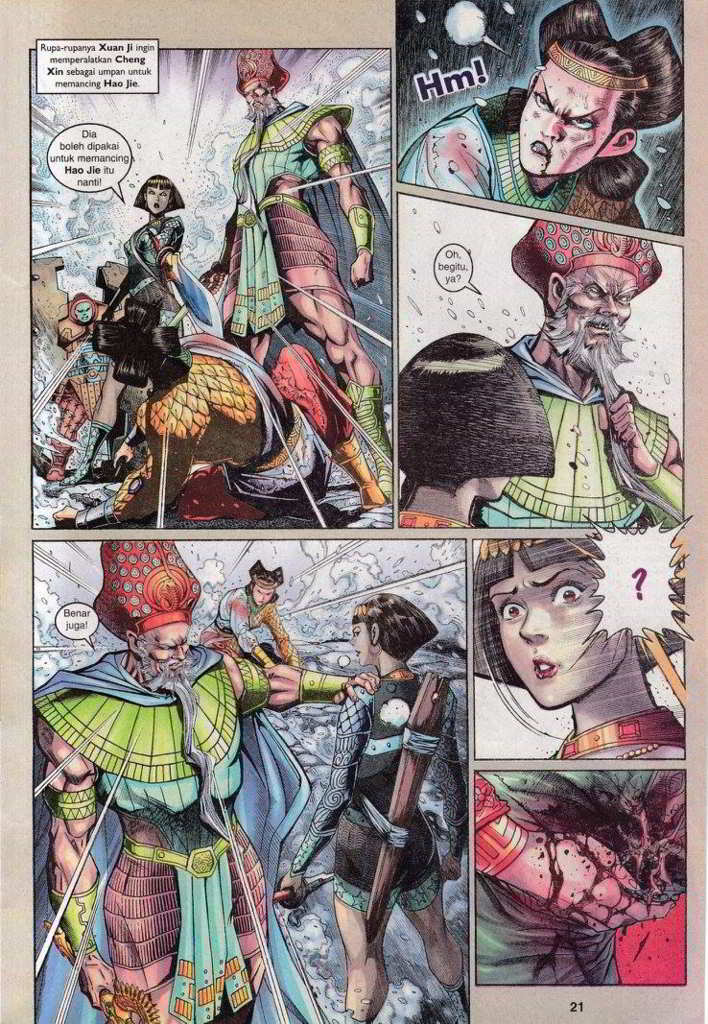 Rupa-rupanya Xuan Ji ingin
memperalatkan Cheng
Xin sebagai umpan untuk
memancing Hao Jie.
Dia
boleh dipakai
untuk memancing
Hao Jie itu
nanti!
Hm!
Oh,
begitu,
ya?
Benar
juga!
?
21